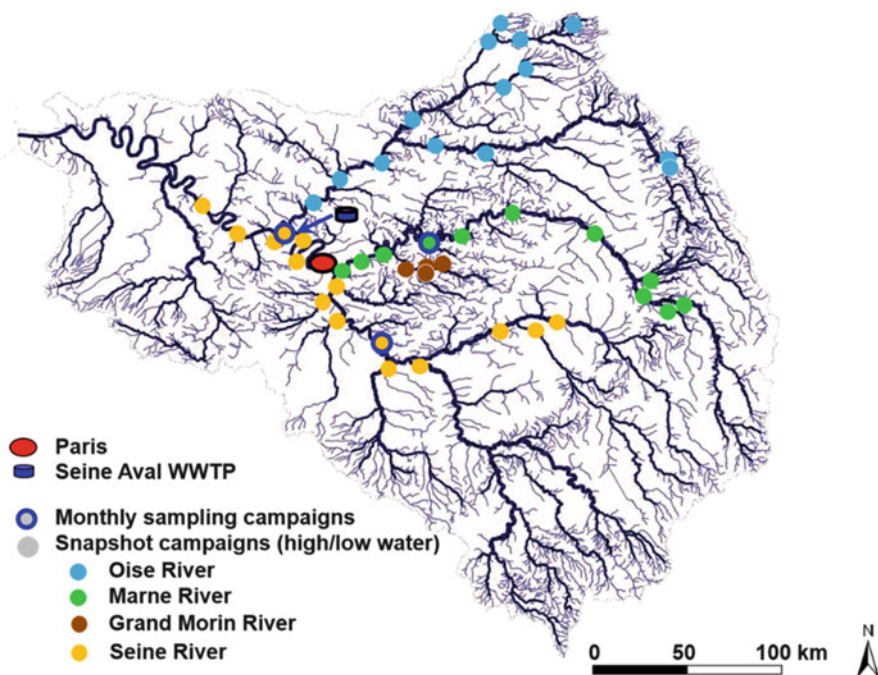 Paris
Seine Aval WWTP
Monthly sampling campaigns
Snapshot campaigns (high/low water)
Oise River
Marne River
Grand Morin River
Seine River
0 50 100 km
N